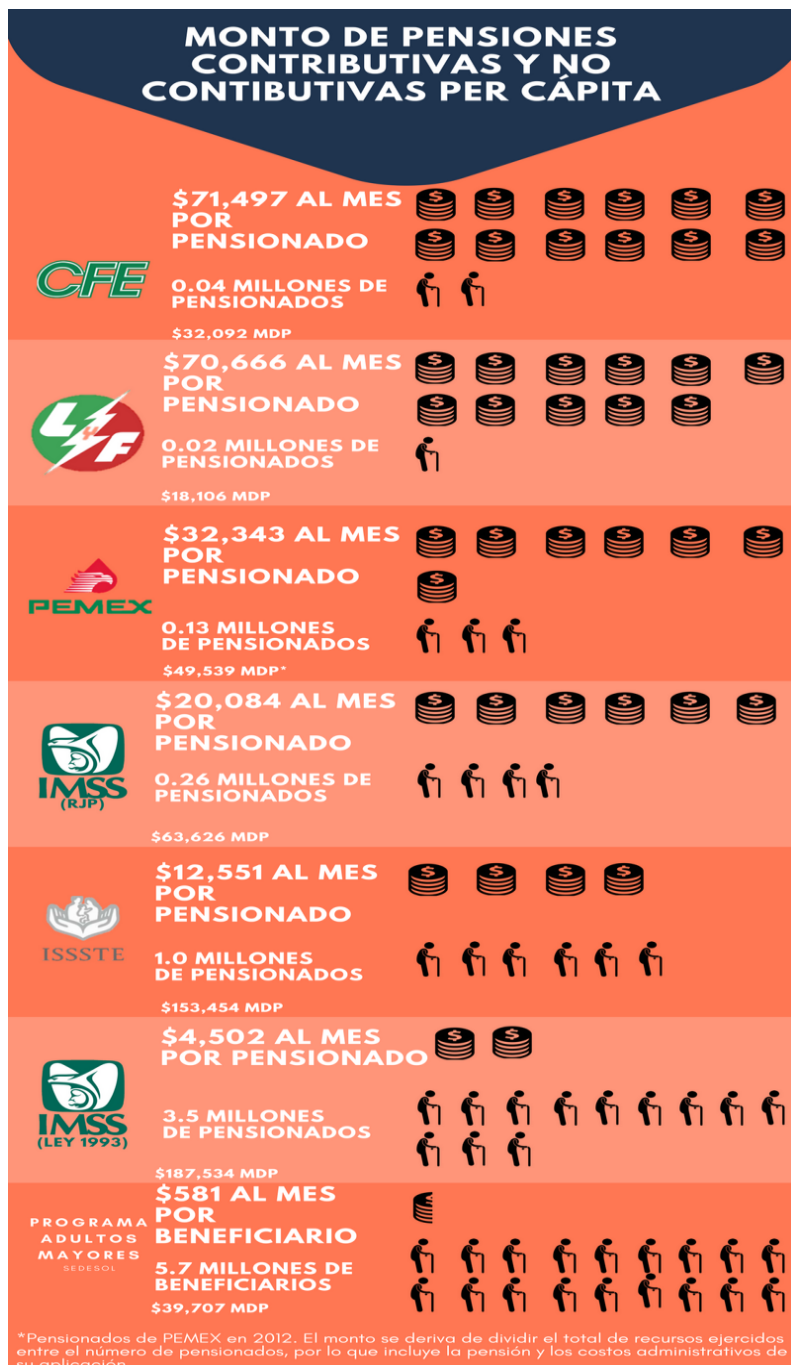 MONTO DE PENSIONES
CONTRIBUTIVAS Y NO
CONTIBUTIVAS PER CÁPITA
$71,497 AL MES
POR
PENSIONADO
CFE
0.04 MILLONES DE
PENSIONADOS
$32,092 MDP
$70,666 AL MES
POR
PENSIONADO
LyF
0.02 MILLONES DE
PENSIONADOS
$18,106 MDP
$32,343 AL MES
POR
PENSIONADO
PEMEX
0.13 MILLONES
DE PENSIONADOS
$49,539 MDP*
$20,084 AL MES
POR
PENSIONADO
IMSS
(RJP)
0.26 MILLONES DE
PENSIONADOS
$63,626 MDP
$12,551 AL MES
POR
PENSIONADO
ISSSTE
1.0 MILLONES
DE PENSIONADOS
$153,454 MDP
$4,502 AL MES
POR PENSIONADO
IMSS
(LEY 1993)
3.5 MILLONES
DE PENSIONADOS
$187,534 MDP
$581 AL MES
POR
BENEFICIARIO
PROGRAMA
ADULTOS
MAYORES
SEDESOL
5.7 MILLONES DE
BENEFICIARIOS
$39,707 MDP
*Pensionados de PEMEX en 2012. El monto se deriva de dividir el total de recursos ejercidos
entre el número de pensionados, por lo que incluye la pensión y los costos administrativos de
su aplicación